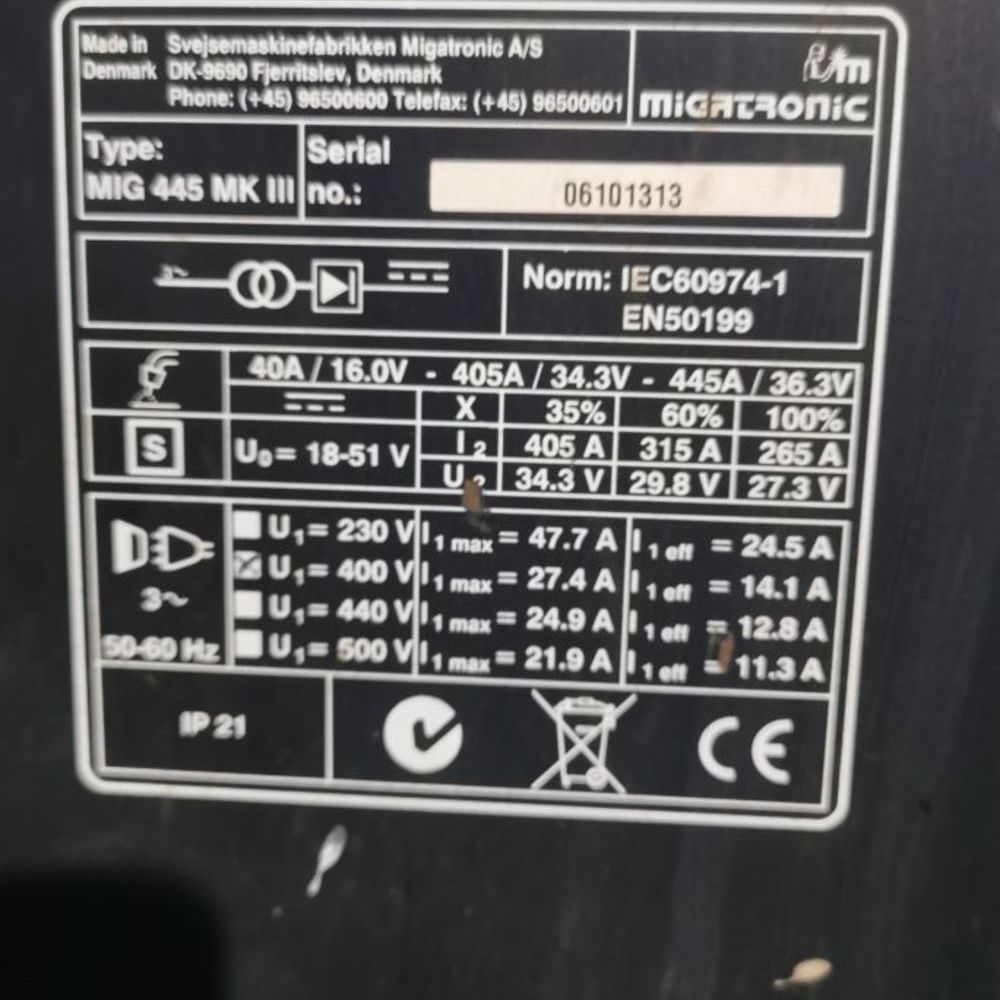 Made in Svejsemaskinefabrikken Migatronic A/S
Denmark DK-9690 Fjerritslev, Denmark
Phone: (+45) 96500600 Telefax: (+45) 96500601
MIGATRONIC
Type:
MIG 445 MK III
Serial
no.:
06101313
3~
Norm: IEC60974-1
EN50199
40A / 16.0V - 405A / 34.3V - 445A / 36.3V
X 35% 60% 100%
S
U0= 18-51 V
I2 405 A 315 A 265 A
U2 34.3 V 29.8 V 27.3 V
U1= 230 V I1 max = 47.7 A I1 eff = 24.5 A
U1= 400 V I1 max = 27.4 A I1 eff = 14.1 A
3~
U1= 440 V I1 max = 24.9 A I1 eff = 12.8 A
50-60 Hz
U1= 500 V I1 max = 21.9 A I1 eff = 11.3 A
IP 21
CE